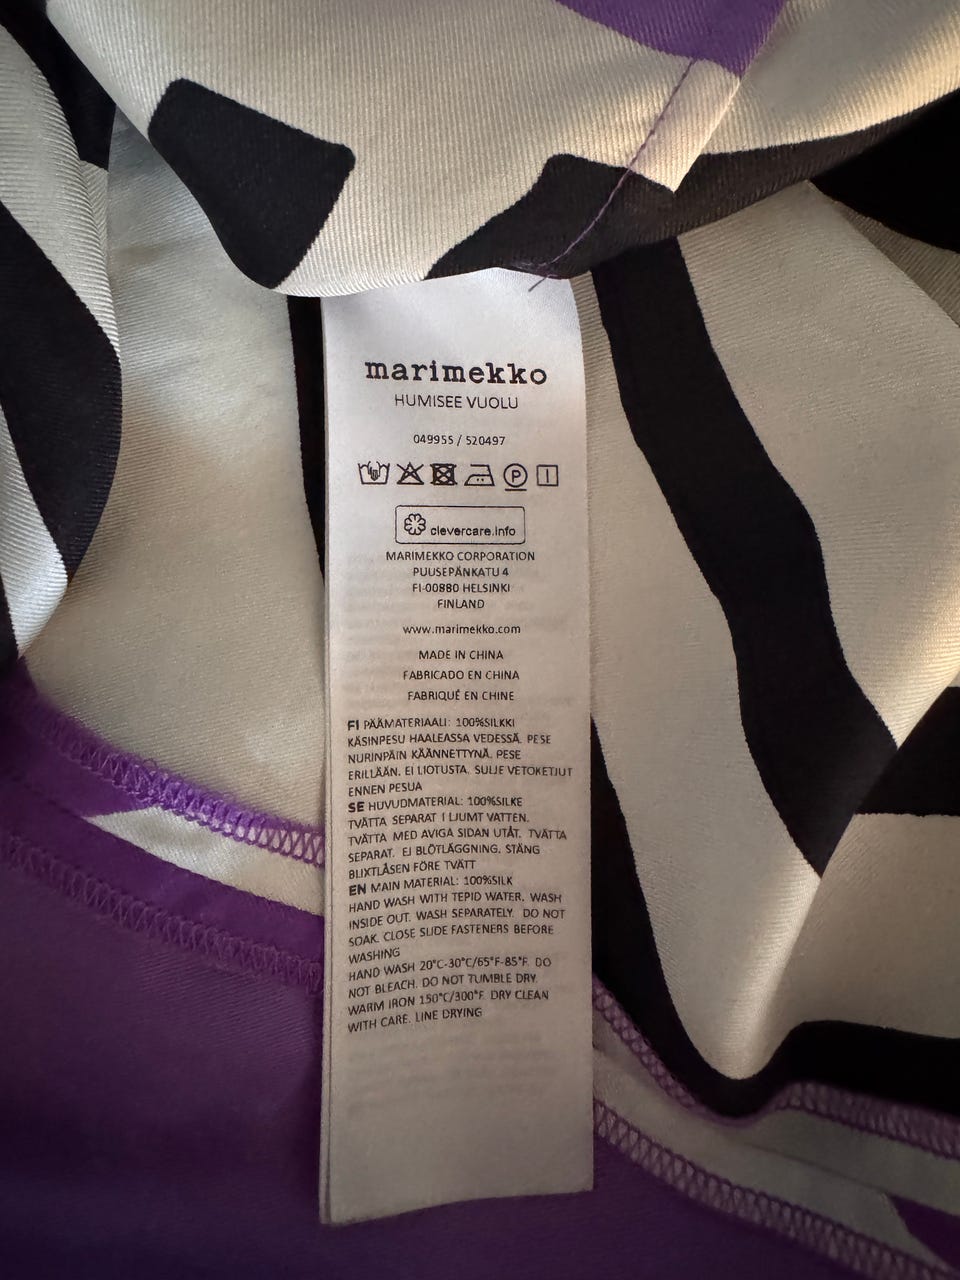 marimekko
HUMISEE VUOLU
049955 / 520497
P
clevercare.info
MARIMEKKO CORPORATION
PUUSEPÄNKATU 4
FI-00880 HELSINKI
FINLAND
www.marimekko.com
MADE IN CHINA
FABRICADO EN CHINA
FABRIQUÉ EN CHINE
FI PÄÄMATERIAALI: 100%SILKKI
KÄSINPESU HAALEASSA VEDESSÄ. PESE
NURINPÄIN KÄÄNNETTYNÄ. PESE
ERILLÄÄN. EI LIOTUSTA. SULJE VETOKETJUT
ENNEN PESUA
SE HUVUDMATERIAL: 100%SILKE
TVÄTTA SEPARAT I LJUMT VATTEN.
TVÄTTA MED AVIGA SIDAN UTÅT. TVÄTTA
SEPARAT. EJ BLÖTLÄGGNING. STÄNG
BLIXTLÅSEN FÖRE TVÄTT
EN MAIN MATERIAL: 100%SILK
HAND WASH WITH TEPID WATER. WASH
INSIDE OUT. WASH SEPARATELY. DO NOT
SOAK. CLOSE SLIDE FASTENERS BEFORE
WASHING
HAND WASH 20°C-30°C/65°F-85°F. DO
NOT BLEACH. DO NOT TUMBLE DRY.
WARM IRON 150°C/300°F. DRY CLEAN
WITH CARE. LINE DRYING